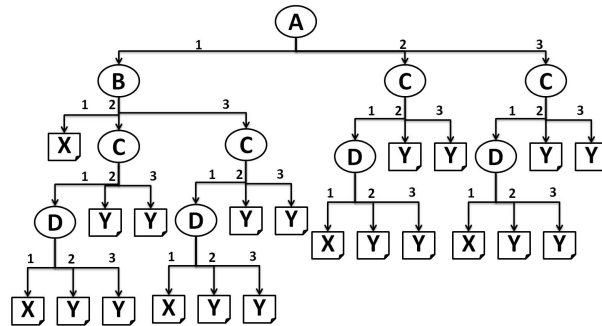 A
1 2 3
B C C
1 2 3 1 2 3 1 2 3
X C C D Y Y D Y Y
1 2 3 1 2 3 1 2 3 1 2 3
D Y Y D Y Y X Y Y X Y Y
1 2 3 1 2 3
X Y Y X Y Y